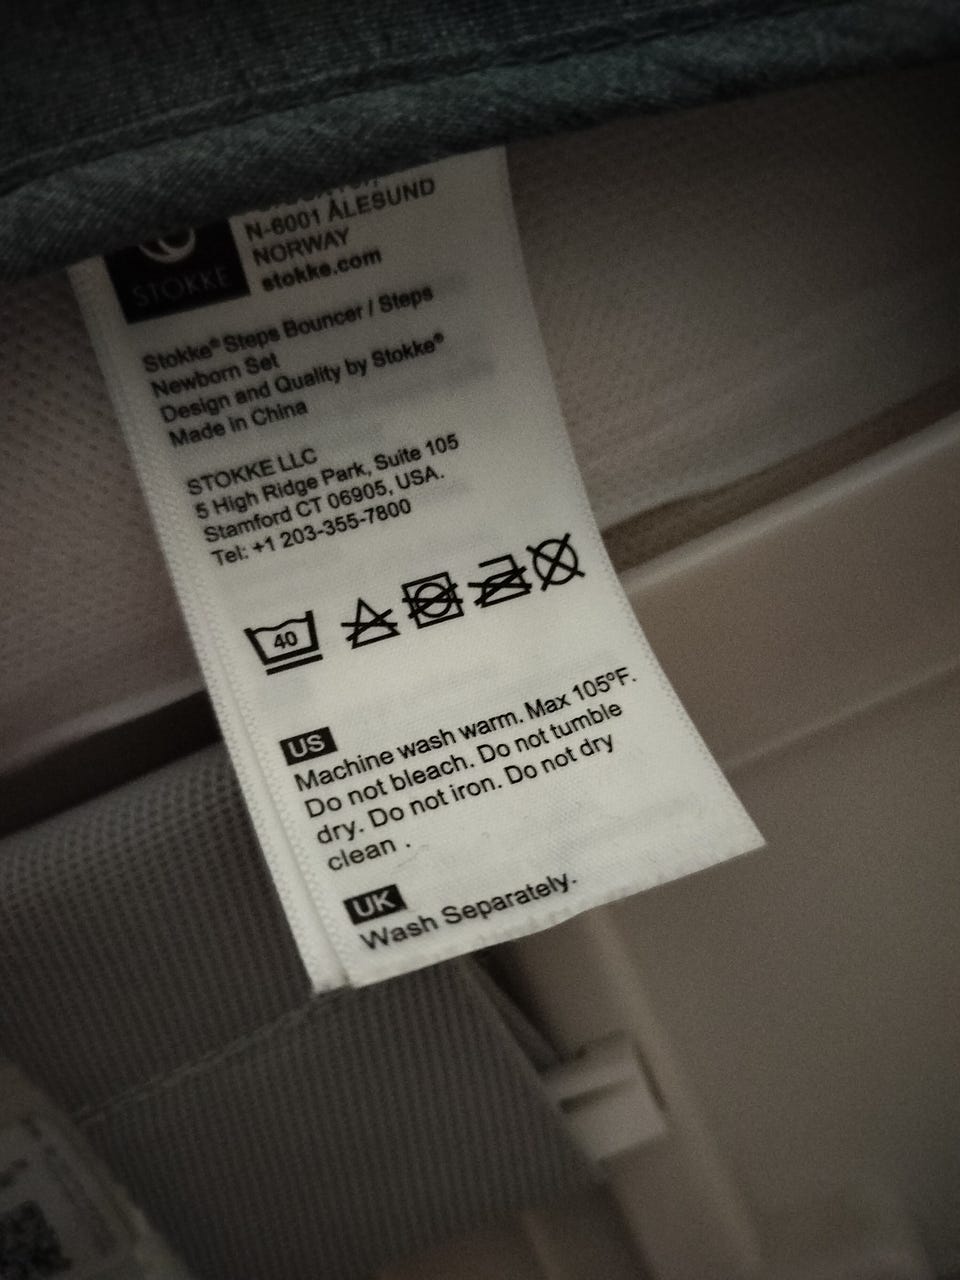 N-6001 ÅLESUND
NORWAY
stokke.com
STOKKE
Stokke® Steps Bouncer / Steps
Newborn Set
Design and Quality by Stokke®
Made in China
STOKKE LLC
5 High Ridge Park, Suite 105
Stamford CT 06905, USA.
Tel: +1 203-355-7800
40
US
Machine wash warm. Max 105°F.
Do not bleach. Do not tumble
dry. Do not iron. Do not dry
clean .
UK
Wash Separately.